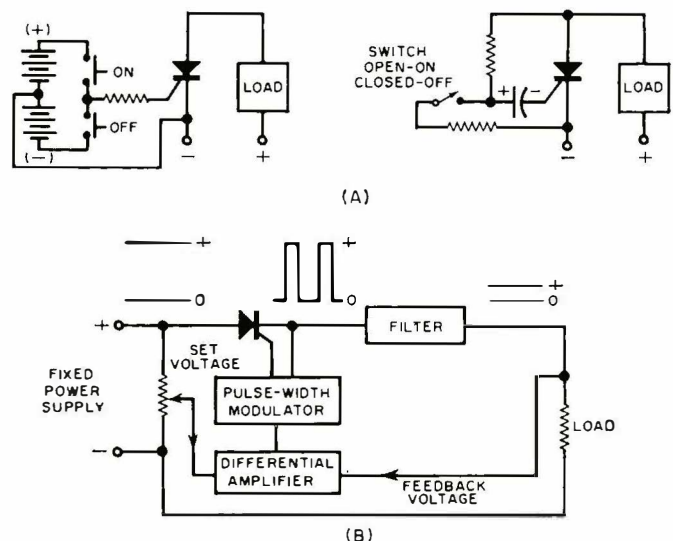 (+)
ON
OFF
(-)
LOAD
-
+
SWITCH
OPEN-ON
CLOSED-OFF
+
-
LOAD
-
+
(A)
+
0
+
0
+
0
+
-
FIXED
POWER
SUPPLY
SET
VOLTAGE
FILTER
PULSE-WIDTH
MODULATOR
DIFFERENTIAL
AMPLIFIER
FEEDBACK
VOLTAGE
LOAD
(B)